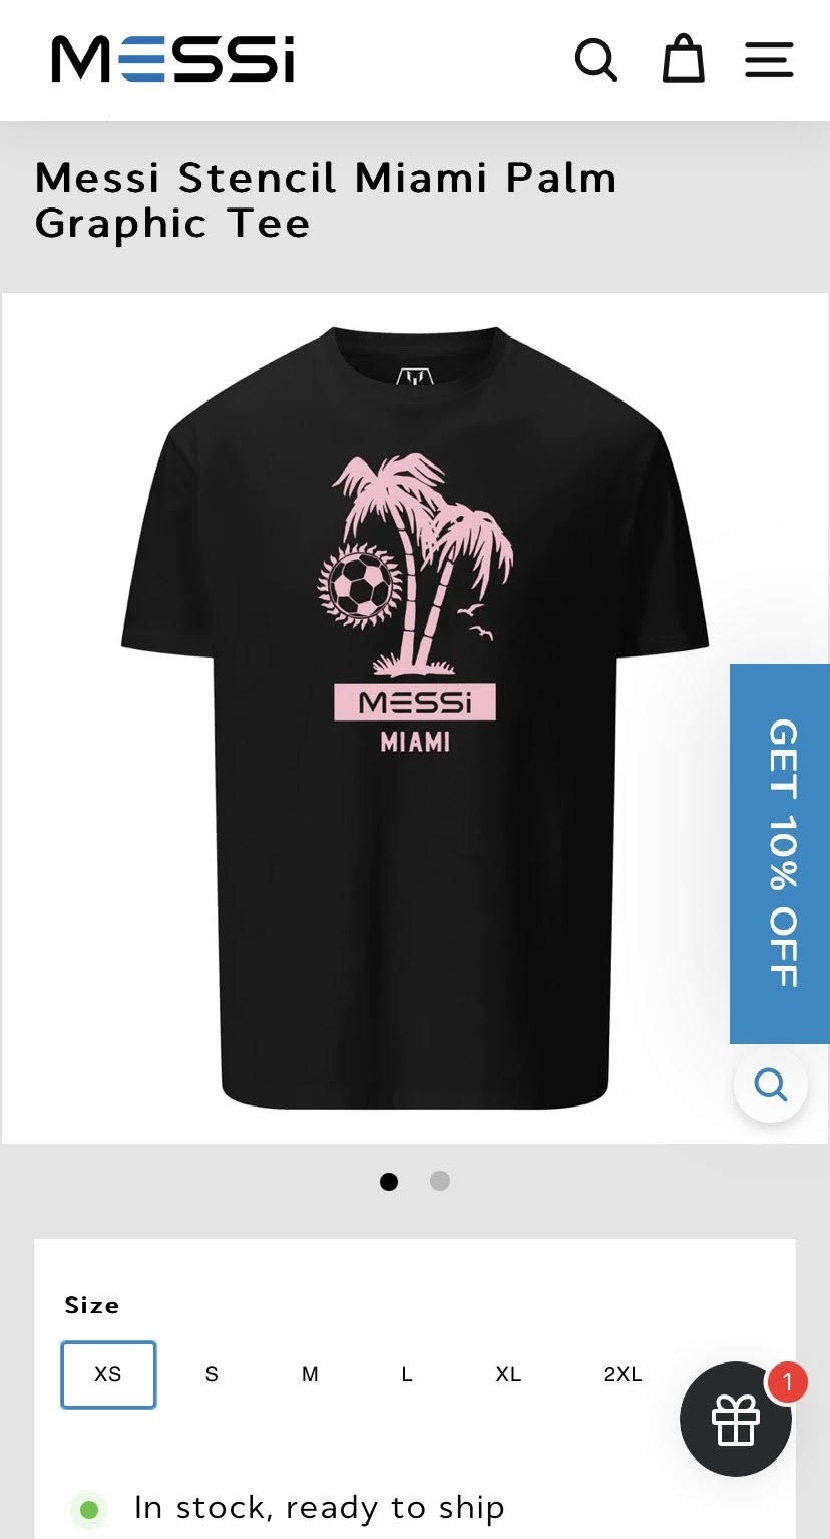 MESSi
Messi Stencil Miami Palm
Graphic Tee
MESSi
MIAMI
GET 10% OFF
Size
XS S M L XL 2XL
1
In stock, ready to ship